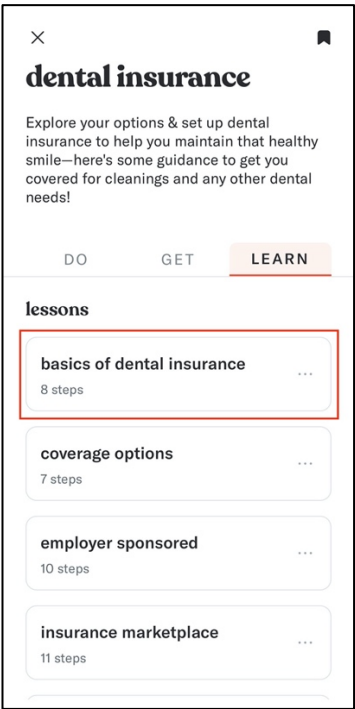 dental insurance
Explore your options & set up dental
insurance to help you maintain that healthy
smile—here's some guidance to get you
covered for cleanings and any other dental
needs!
DO GET LEARN
lessons
basics of dental insurance
8 steps
coverage options
7 steps
employer sponsored
10 steps
insurance marketplace
11 steps